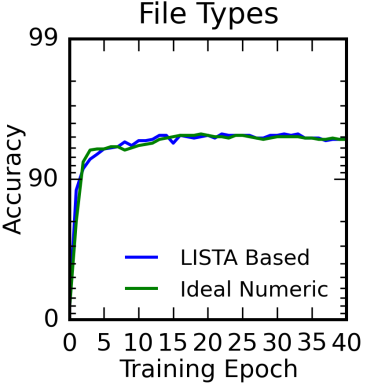 File Types
99
90
0
Accuracy
LISTA Based
Ideal Numeric
0 5 10 15 20 25 30 35 40
Training Epoch